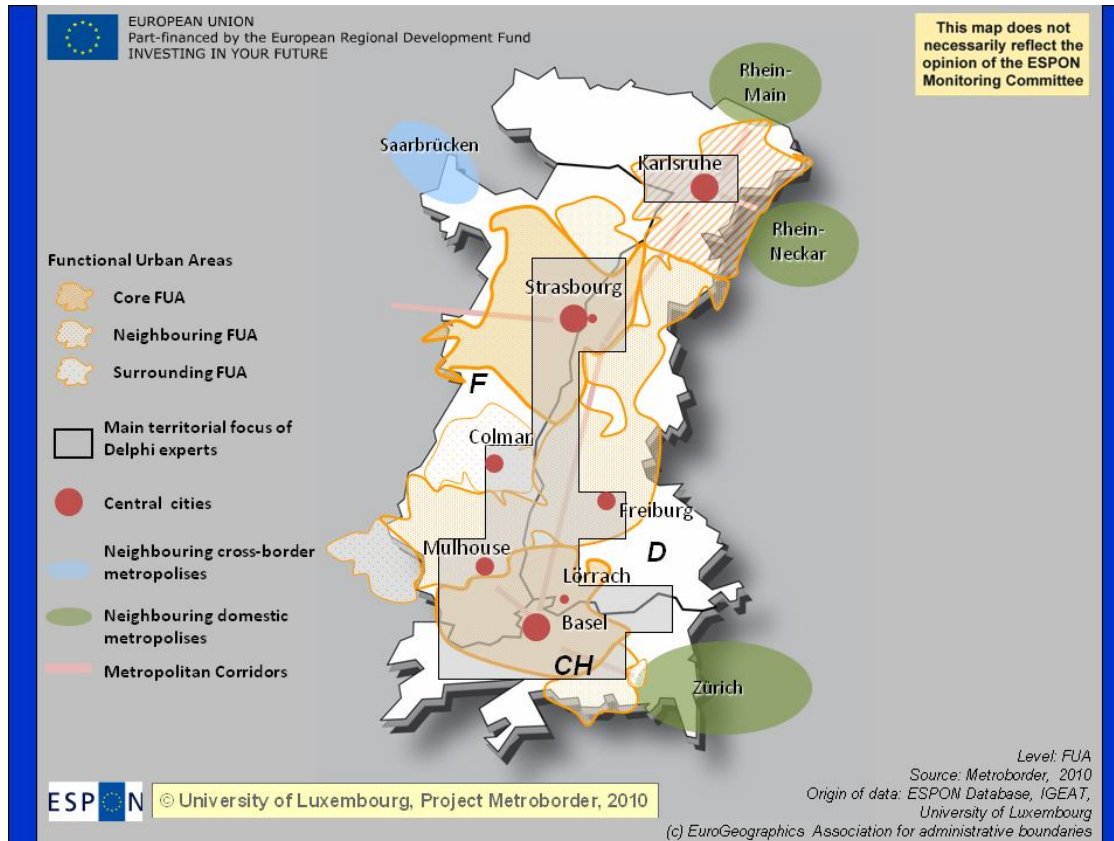 EUROPEAN UNION
Part-financed by the European Regional Development Fund
INVESTING IN YOUR FUTURE
This map does not
necessarily reflect the
opinion of the ESPON
Monitoring Committee
Rhein-
Main
Saarbrücken
Karlsruhe
Rhein-
Neckar
Strasbourg
F
Colmar
Freiburg
Mulhouse
D
Lörrach
Basel
CH
Zürich
Functional Urban Areas
Core FUA
Neighbouring FUA
Surrounding FUA
Main territorial focus of
Delphi experts
Central cities
Neighbouring cross-border
metropolises
Neighbouring domestic
metropolises
Metropolitan Corridors
ESPON
© University of Luxembourg, Project Metroborder, 2010
Level: FUA
Source: Metroborder, 2010
Origin of data: ESPON Database, IGEAT,
University of Luxembourg
(c) EuroGeographics Association for administrative boundaries